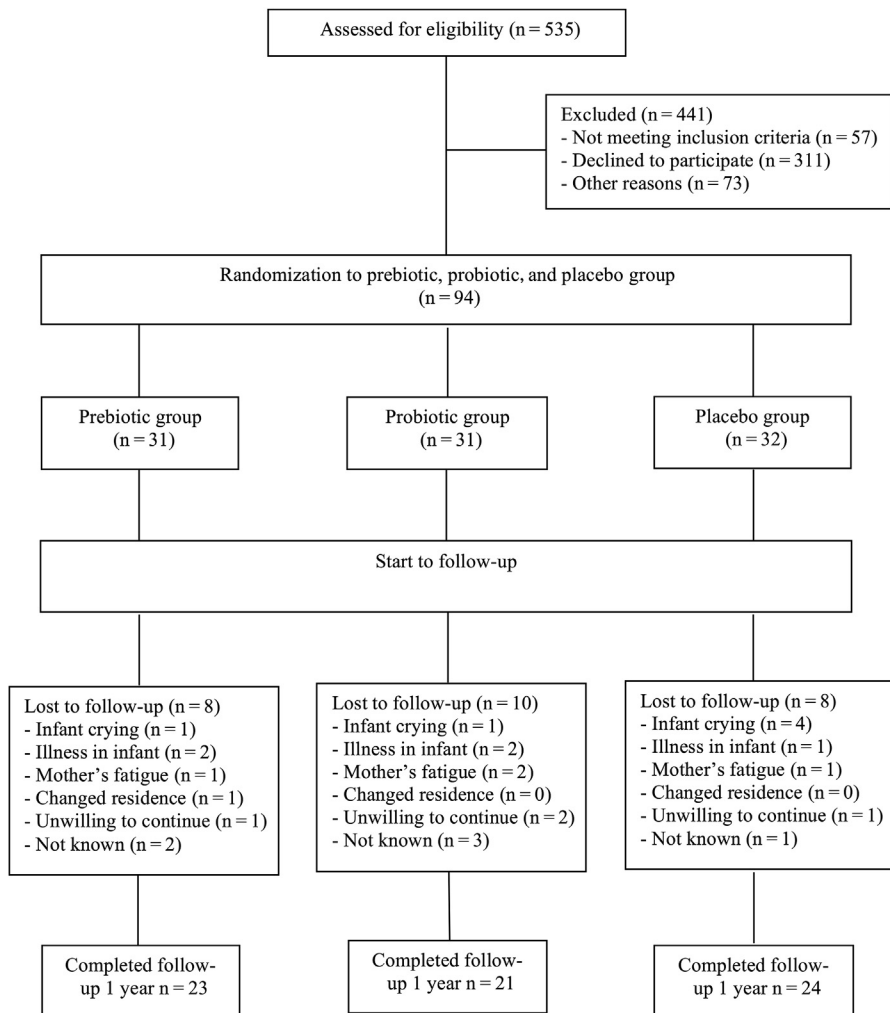 Assessed for eligibility (n = 535)
Excluded (n = 441)
- Not meeting inclusion criteria (n = 57)
- Declined to participate (n = 311)
- Other reasons (n = 73)
Randomization to prebiotic, probiotic, and placebo group
(n = 94)
Prebiotic group
(n = 31)
Probiotic group
(n = 31)
Placebo group
(n = 32)
Start to follow-up
Lost to follow-up (n = 8)
- Infant crying (n = 1)
- Illness in infant (n = 2)
- Mother’s fatigue (n = 1)
- Changed residence (n = 1)
- Unwilling to continue (n = 1)
- Not known (n = 2)
Lost to follow-up (n = 10)
- Infant crying (n = 1)
- Illness in infant (n = 2)
- Mother’s fatigue (n = 2)
- Changed residence (n = 0)
- Unwilling to continue (n = 2)
- Not known (n = 3)
Lost to follow-up (n = 8)
- Infant crying (n = 4)
- Illness in infant (n = 1)
- Mother’s fatigue (n = 1)
- Changed residence (n = 0)
- Unwilling to continue (n = 1)
- Not known (n = 1)
Completed follow-
up 1 year n = 23
Completed follow-
up 1 year n = 21
Completed follow-
up 1 year n = 24